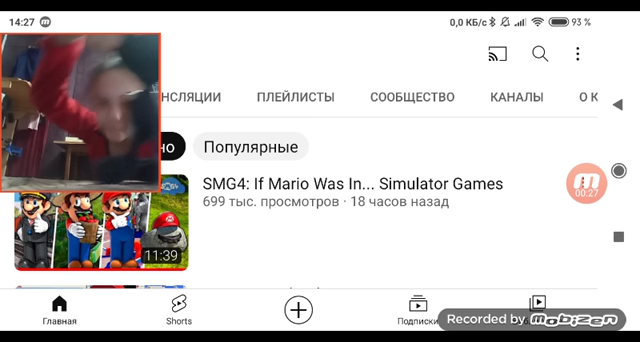 14:27
0,0 КБ/с
93 %
НСЛЯЦИИ
ПЛЕЙЛИСТЫ
СООБЩЕСТВО
КАНАЛЫ
О К
но
Популярные
SMG4: If Mario Was In... Simulator Games
699 тыс. просмотров · 18 часов назад
11:39
00:27
Главная
Shorts
Подписки
Recorded by mobizen